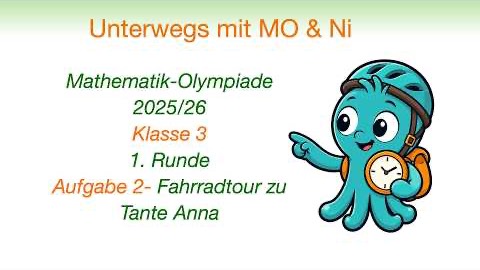 Unterwegs mit MO & Ni
Mathematik-Olympiade
2025/26
Klasse 3
1. Runde
Aufgabe 2- Fahrradtour zu
Tante Anna